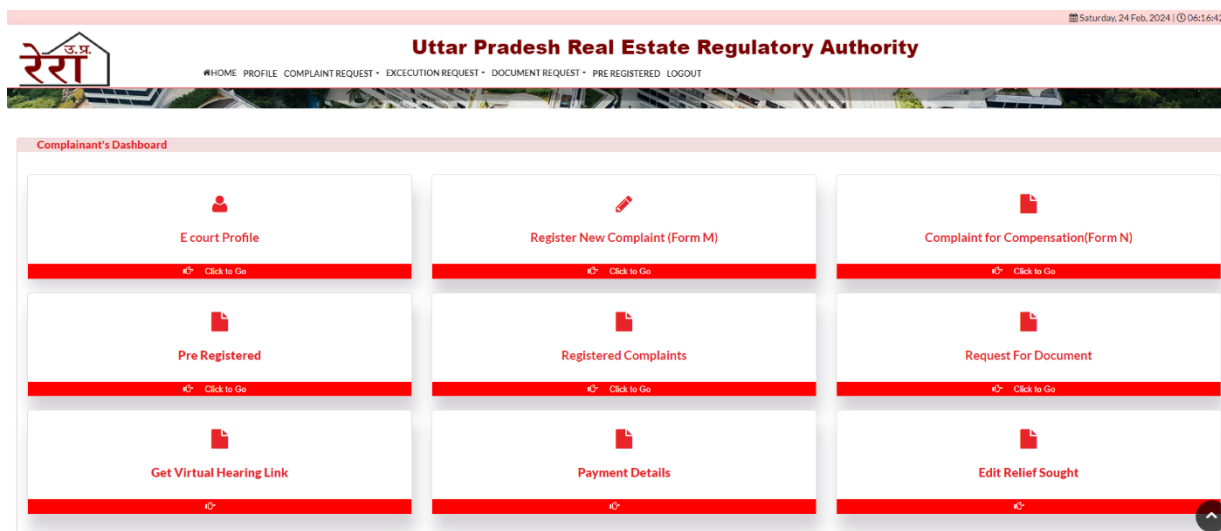 Saturday, 24 Feb, 2024 | 06:16:42
उ.प्र.
रेरा
Uttar Pradesh Real Estate Regulatory Authority
HOME PROFILE COMPLAINT REQUEST EXCECUTION REQUEST DOCUMENT REQUEST PRE REGISTERED LOGOUT
Complainant's Dashboard
E court Profile
Click to Go
Register New Complaint (Form M)
Click to Go
Complaint for Compensation(Form N)
Click to Go
Pre Registered
Click to Go
Registered Complaints
Click to Go
Request For Document
Click to Go
Get Virtual Hearing Link
Payment Details
Edit Relief Sought